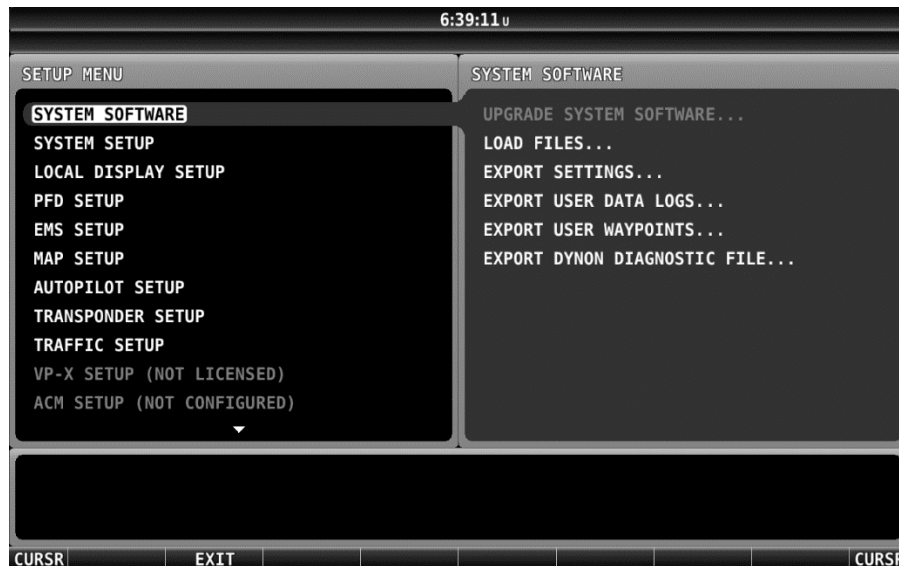 6:39:11U
SETUP MENU
SYSTEM SOFTWARE
SYSTEM SETUP
LOCAL DISPLAY SETUP
PFD SETUP
EMS SETUP
MAP SETUP
AUTOPILOT SETUP
TRANSPONDER SETUP
TRAFFIC SETUP
VP-X SETUP (NOT LICENSED)
ACM SETUP (NOT CONFIGURED)
SYSTEM SOFTWARE
UPGRADE SYSTEM SOFTWARE...
LOAD FILES...
EXPORT SETTINGS...
EXPORT USER DATA LOGS...
EXPORT USER WAYPOINTS...
EXPORT DYNON DIAGNOSTIC FILE...
CURSR EXIT CURSR